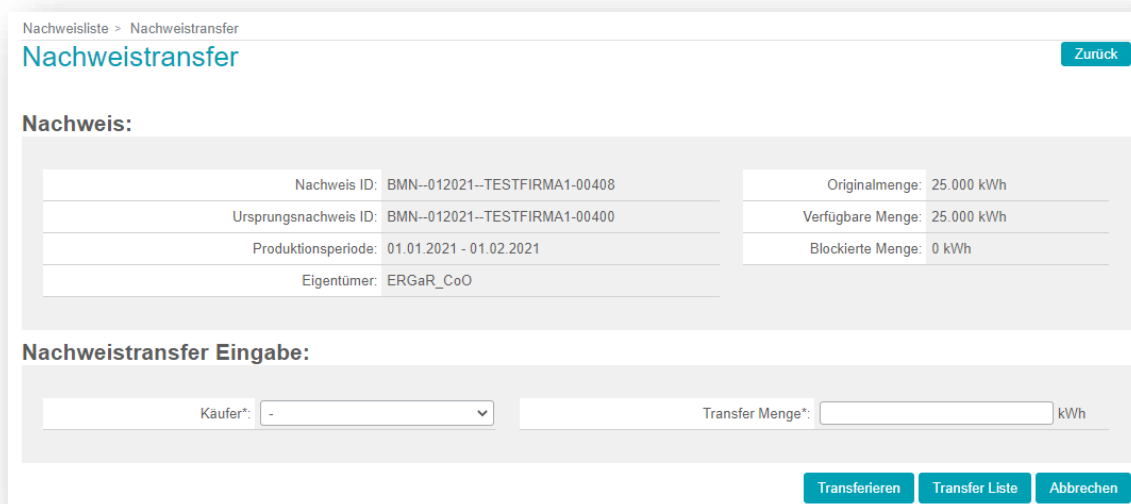 Nachweisliste > Nachweistransfer
Nachweistransfer
Zurück
Nachweis:
Nachweis ID: BMN--012021--TESTFIRMA1-00408
Originalmenge: 25.000 kWh
Ursprungsnachweis ID: BMN--012021--TESTFIRMA1-00400
Verfügbare Menge: 25.000 kWh
Produktionsperiode: 01.01.2021 - 01.02.2021
Blockierte Menge: 0 kWh
Eigentümer: ERGaR_CoO
Nachweistransfer Eingabe:
Käufer*: -
Transfer Menge*: kWh
Transferieren
Transfer Liste
Abbrechen